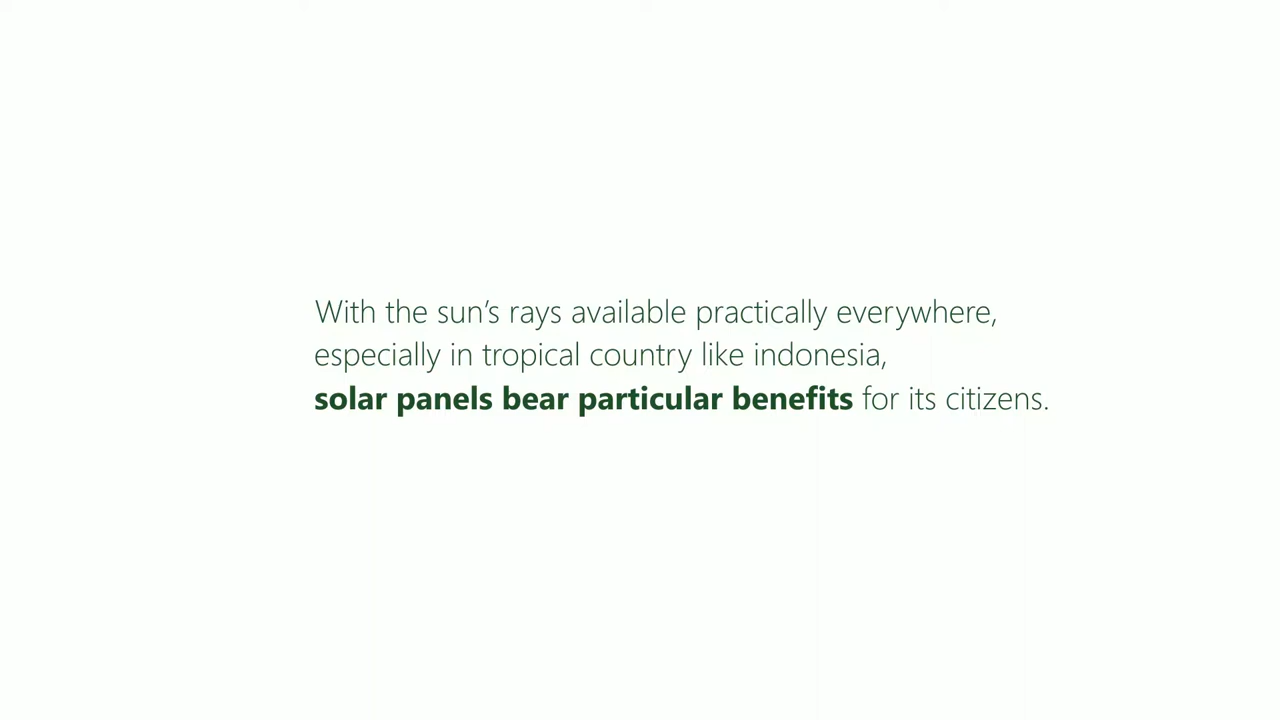 With the sun’s rays available practically everywhere,
especially in tropical country like indonesia,
solar panels bear particular benefits for its citizens.